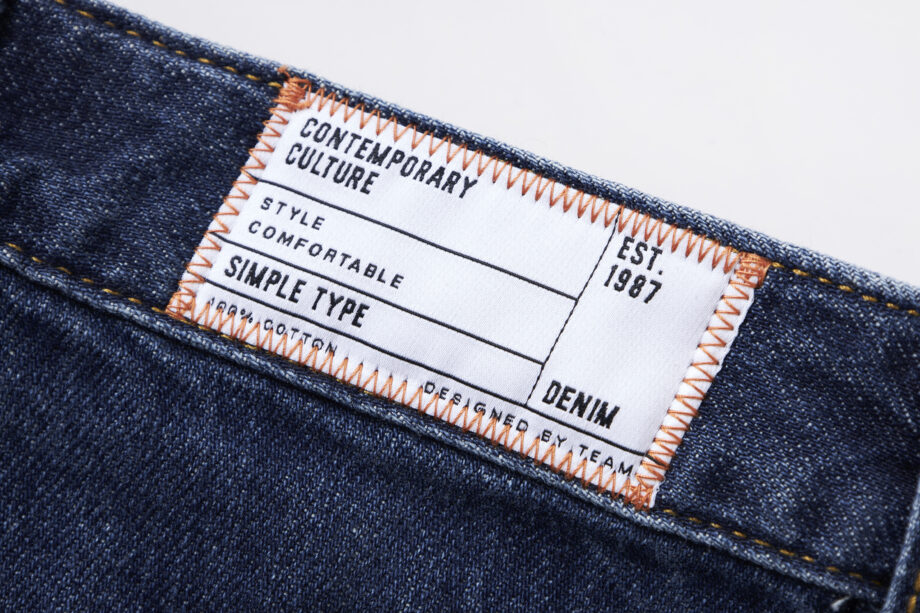 CONTEMPORARY
CULTURE
STYLE
COMFORTABLE
SIMPLE TYPE
100% COTTON
EST.
1987
DENIM
DESIGNED BY TEAM